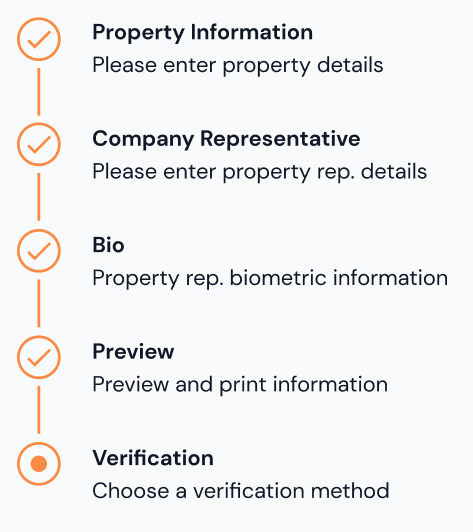 Property Information
Please enter property details
Company Representative
Please enter property rep. details
Bio
Property rep. biometric information
Preview
Preview and print information
Verification
Choose a verification method